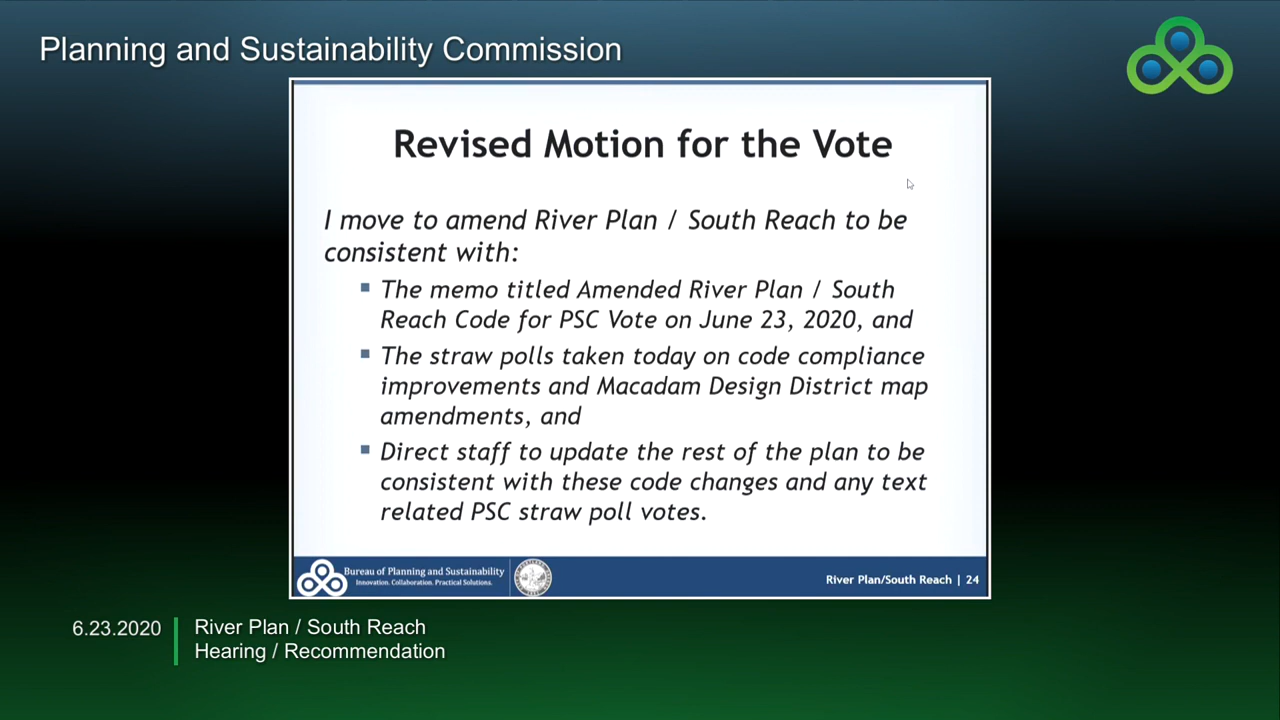 Planning and Sustainability Commission
Revised Motion for the Vote
I move to amend River Plan / South Reach to be
consistent with:
The memo titled Amended River Plan / South
Reach Code for PSC Vote on June 23, 2020, and
The straw polls taken today on code compliance
improvements and Macadam Design District map
amendments, and
Direct staff to update the rest of the plan to be
consistent with these code changes and any text
related PSC straw poll votes.
Bureau of Planning and Sustainability
Innovation. Collaboration. Practical Solutions.
River Plan/South Reach | 24
6.23.2020
River Plan / South Reach
Hearing / Recommendation